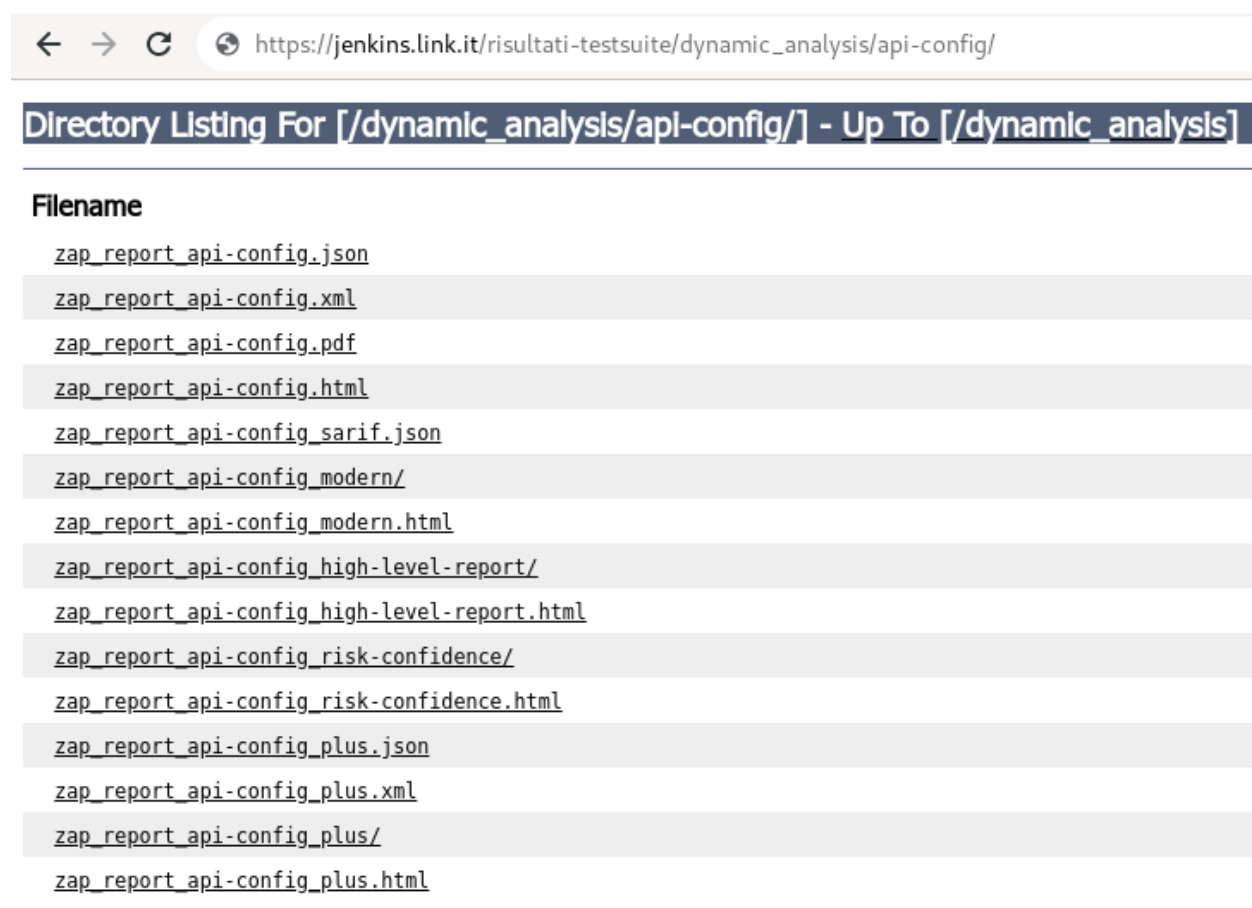 https://jenkins.link.it/risultati-testsuite/dynamic_analysis/api-config/
Directory Listing For [/dynamic_analysis/api-config/] - Up To [/dynamic_analysis]
Filename
zap_report_api-config.json
zap_report_api-config.xml
zap_report_api-config.pdf
zap_report_api-config.html
zap_report_api-config_sarif.json
zap_report_api-config_modern/
zap_report_api-config_modern.html
zap_report_api-config_high-level-report/
zap_report_api-config_high-level-report.html
zap_report_api-config_risk-confidence/
zap_report_api-config_risk-confidence.html
zap_report_api-config_plus.json
zap_report_api-config_plus.xml
zap_report_api-config_plus/
zap_report_api-config_plus.html